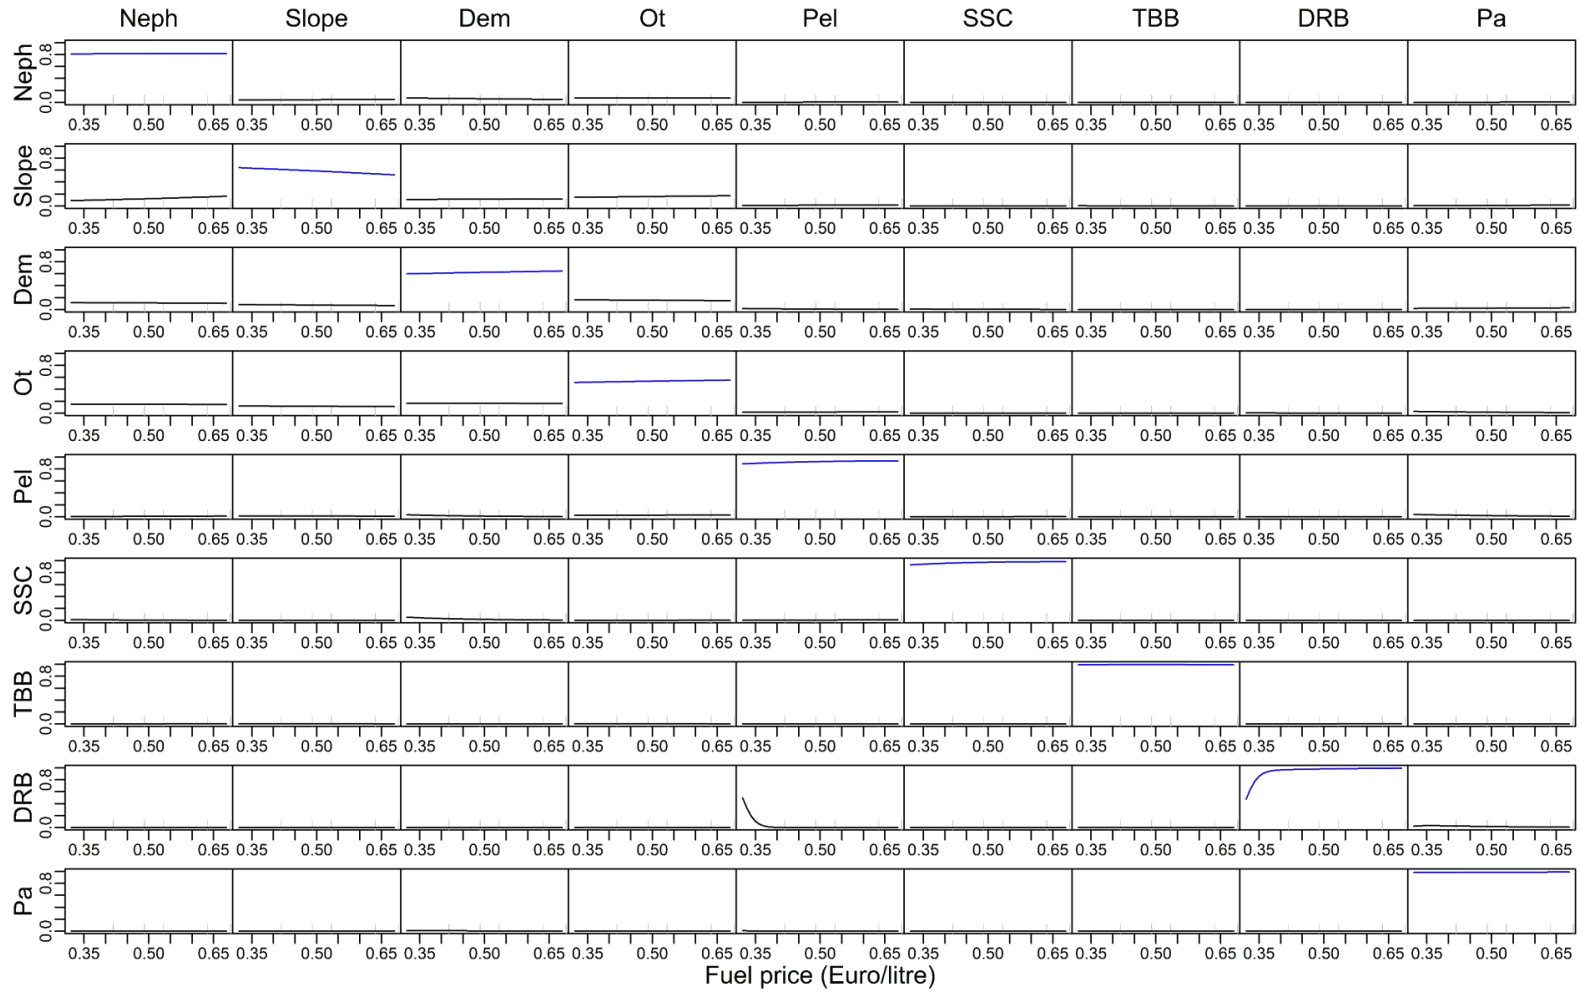 Neph Slope Dem Ot Pel SSC TBB DRB Pa
Neph 0.0 0.8
0.35 0.50 0.65 0.35 0.50 0.65 0.35 0.50 0.65 0.35 0.50 0.65 0.35 0.50 0.65 0.35 0.50 0.65 0.35 0.50 0.65 0.35 0.50 0.65 0.35 0.50 0.65
Slope 0.0 0.8
0.35 0.50 0.65 0.35 0.50 0.65 0.35 0.50 0.65 0.35 0.50 0.65 0.35 0.50 0.65 0.35 0.50 0.65 0.35 0.50 0.65 0.35 0.50 0.65 0.35 0.50 0.65
Dem 0.0 0.8
0.35 0.50 0.65 0.35 0.50 0.65 0.35 0.50 0.65 0.35 0.50 0.65 0.35 0.50 0.65 0.35 0.50 0.65 0.35 0.50 0.65 0.35 0.50 0.65 0.35 0.50 0.65
Ot 0.0 0.8
0.35 0.50 0.65 0.35 0.50 0.65 0.35 0.50 0.65 0.35 0.50 0.65 0.35 0.50 0.65 0.35 0.50 0.65 0.35 0.50 0.65 0.35 0.50 0.65 0.35 0.50 0.65
Pel 0.0 0.8
0.35 0.50 0.65 0.35 0.50 0.65 0.35 0.50 0.65 0.35 0.50 0.65 0.35 0.50 0.65 0.35 0.50 0.65 0.35 0.50 0.65 0.35 0.50 0.65 0.35 0.50 0.65
SSC 0.0 0.8
0.35 0.50 0.65 0.35 0.50 0.65 0.35 0.50 0.65 0.35 0.50 0.65 0.35 0.50 0.65 0.35 0.50 0.65 0.35 0.50 0.65 0.35 0.50 0.65 0.35 0.50 0.65
TBB 0.0 0.8
0.35 0.50 0.65 0.35 0.50 0.65 0.35 0.50 0.65 0.35 0.50 0.65 0.35 0.50 0.65 0.35 0.50 0.65 0.35 0.50 0.65 0.35 0.50 0.65 0.35 0.50 0.65
DRB 0.0 0.8
0.35 0.50 0.65 0.35 0.50 0.65 0.35 0.50 0.65 0.35 0.50 0.65 0.35 0.50 0.65 0.35 0.50 0.65 0.35 0.50 0.65 0.35 0.50 0.65 0.35 0.50 0.65
Pa 0.0 0.8
0.35 0.50 0.65 0.35 0.50 0.65 0.35 0.50 0.65 0.35 0.50 0.65 0.35 0.50 0.65 0.35 0.50 0.65 0.35 0.50 0.65 0.35 0.50 0.65 0.35 0.50 0.65
Fuel price (Euro/litre)